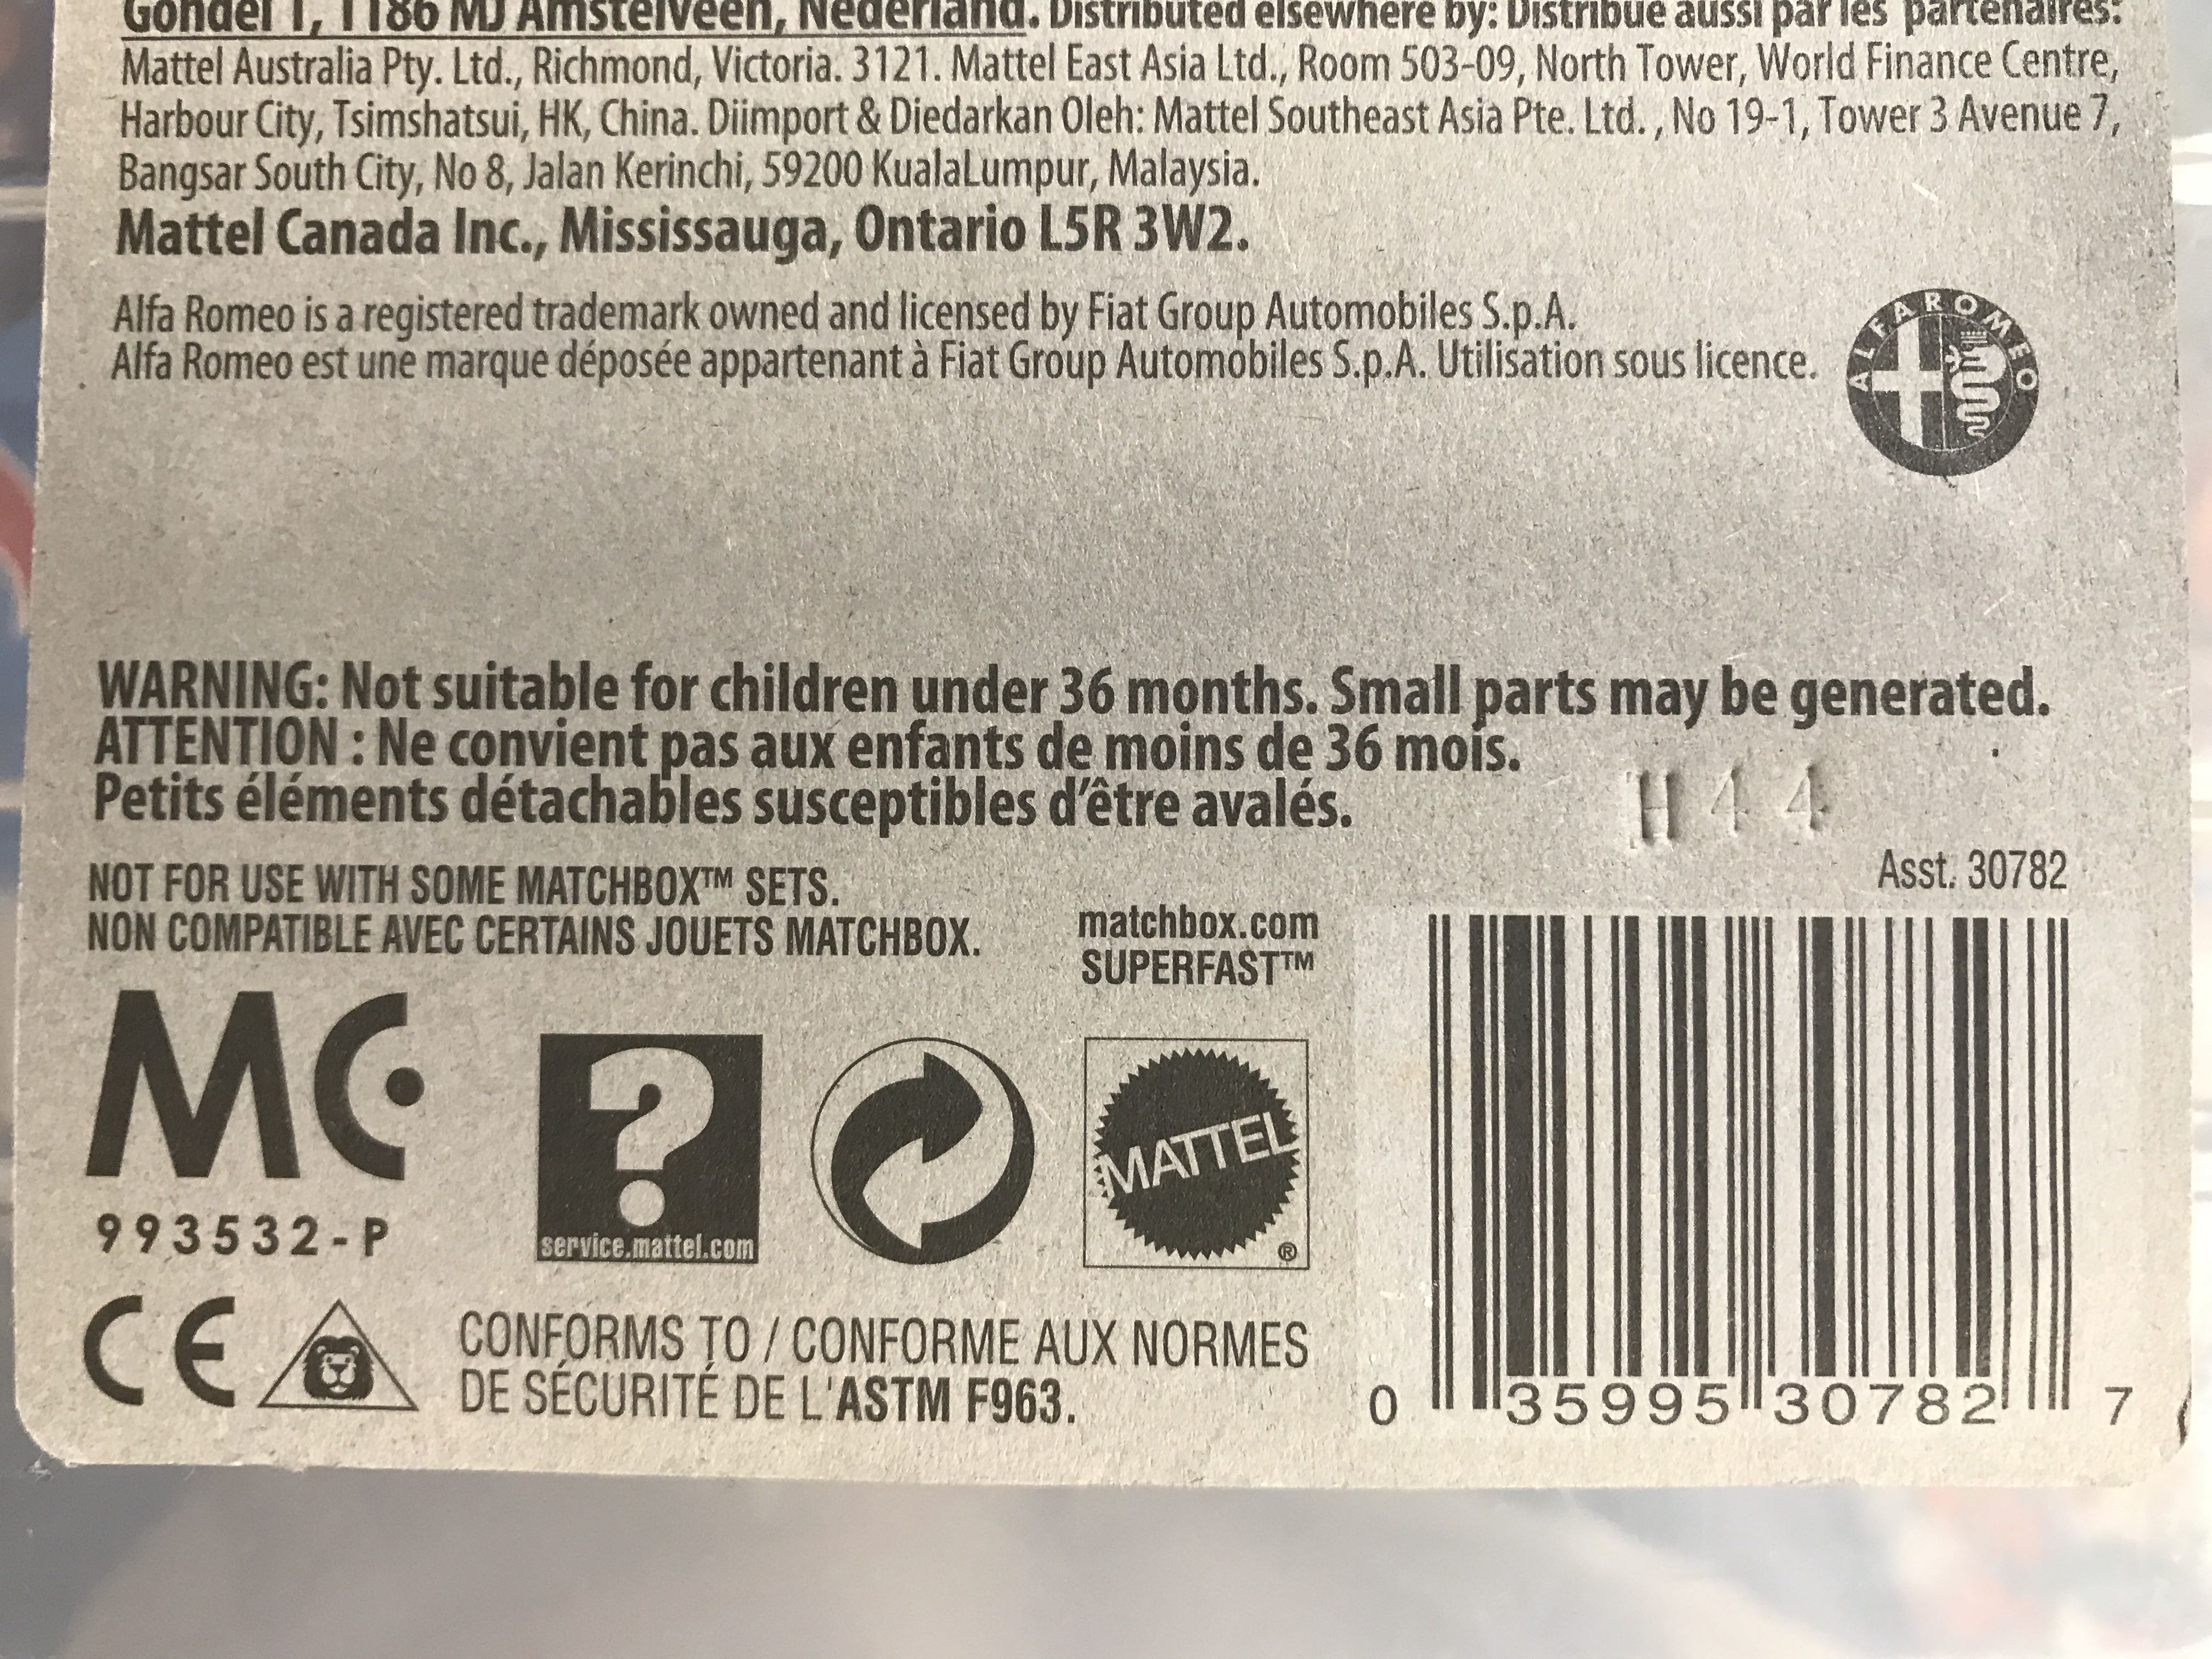 Gondel 1, 1186 MJ Amstelveen, Nederland. Distributed elsewhere by: Distribué aussi par les partenaires:
Mattel Australia Pty. Ltd., Richmond, Victoria. 3121. Mattel East Asia Ltd., Room 503-09, North Tower, World Finance Centre,
Harbour City, Tsimshatsui, HK, China. Diimport & Diedarkan Oleh: Mattel Southeast Asia Pte. Ltd. , No 19-1, Tower 3 Avenue 7,
Bangsar South City, No 8, Jalan Kerinchi, 59200 KualaLumpur, Malaysia.
Mattel Canada Inc., Mississauga, Ontario L5R 3W2.
Alfa Romeo is a registered trademark owned and licensed by Fiat Group Automobiles S.p.A.
Alfa Romeo est une marque déposée appartenant à Fiat Group Automobiles S.p.A. Utilisation sous licence.
ALFA ROMEO
WARNING: Not suitable for children under 36 months. Small parts may be generated.
ATTENTION : Ne convient pas aux enfants de moins de 36 mois.
Petits éléments détachables susceptibles d'être avalés.
H44
Asst. 30782
NOT FOR USE WITH SOME MATCHBOX™ SETS.
NON COMPATIBLE AVEC CERTAINS JOUETS MATCHBOX.
matchbox.com
SUPERFAST™
MC
993532-P
?
service.mattel.com
MATTEL
®
CE
CONFORMS TO / CONFORME AUX NORMES
DE SÉCURITÉ DE L'ASTM F963.
0 35995 30782 7